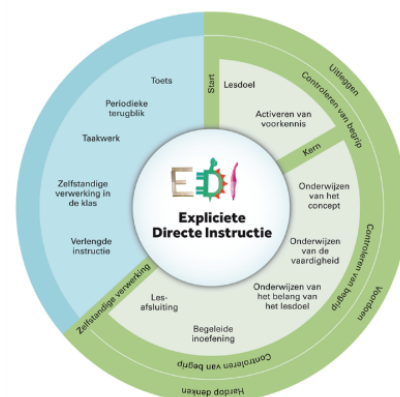 Start
Lesdoel
Activeren van
voorkennis
Kern
Onderwijzen
van het
concept
Onderwijzen
van de
vaardigheid
Onderwijzen van
het belang van
het lesdoel
Begeleide
inoefening
Les-
afsluiting
Zelfstandige verwerking
Verlengde
instructie
Zelfstandige
verwerking in
de klas
Taakwerk
Periodieke
terugblik
Toets
EDI
Expliciete
Directe Instructie
Uitleggen
Controleren van begrip
Voordoen
Controleren van begrip
Hardop denken
Controleren van begrip